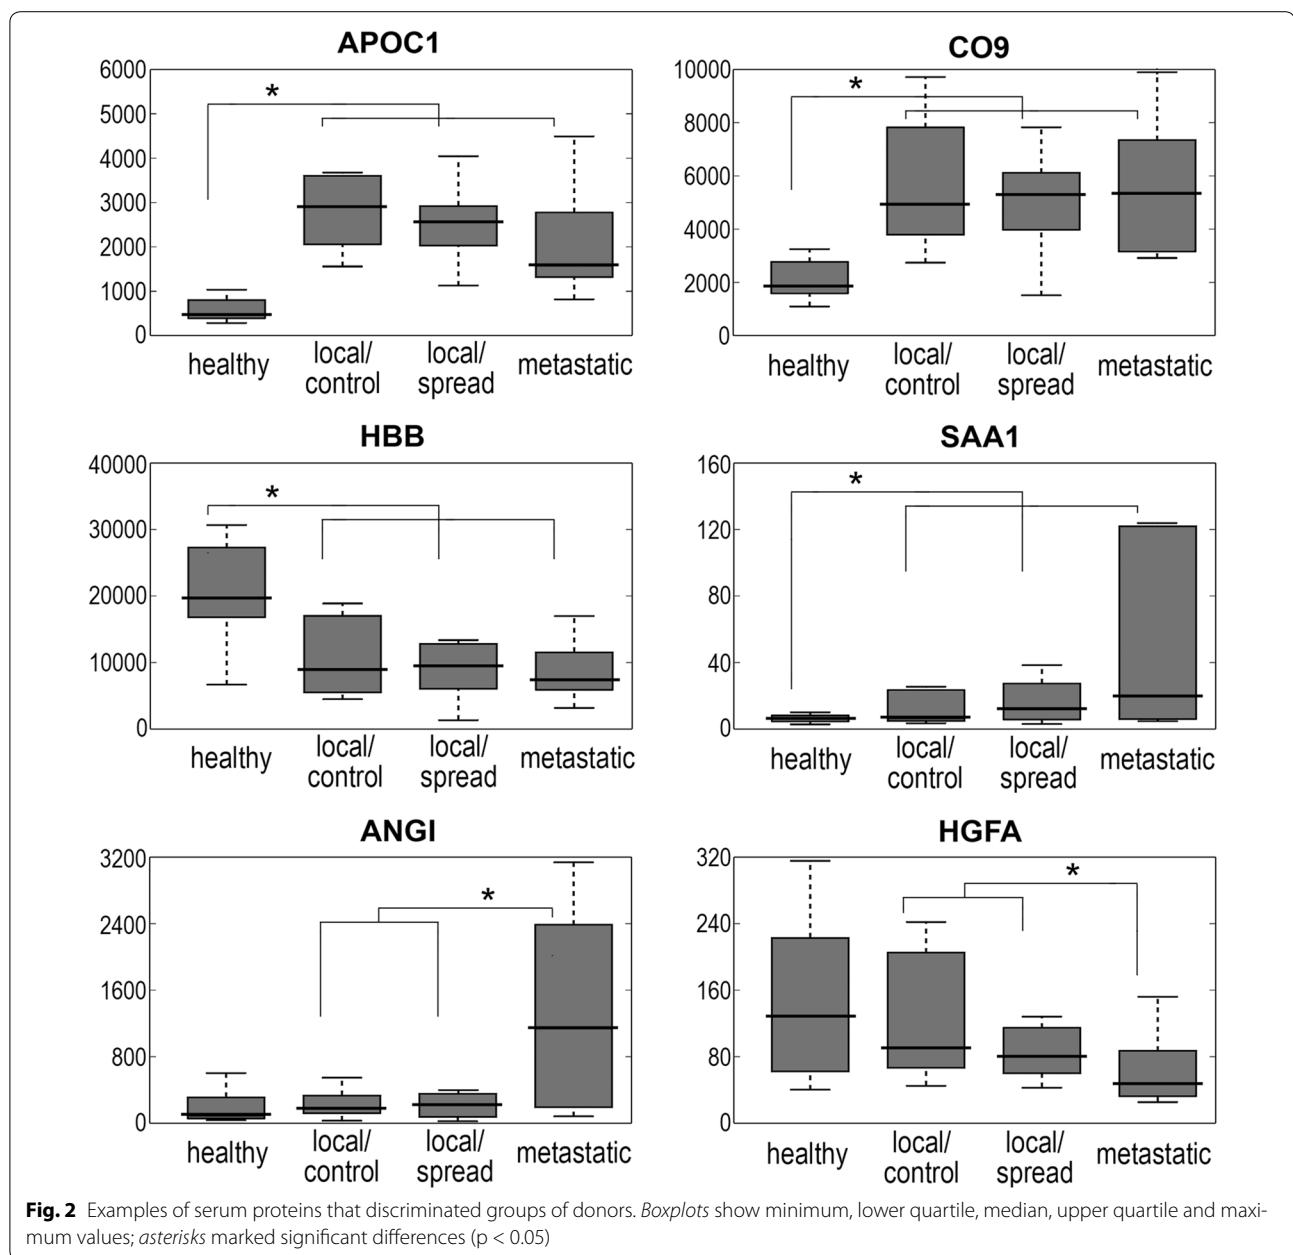 APOC1
6000
5000
4000
3000
2000
1000
0
*
healthy
local/
control
local/
spread
metastatic
CO9
10000
8000
6000
4000
2000
0
*
healthy
local/
control
local/
spread
metastatic
HBB
40000
30000
20000
10000
0
*
healthy
local/
control
local/
spread
metastatic
SAA1
160
120
80
40
0
*
healthy
local/
control
local/
spread
metastatic
ANGI
3200
2400
1600
800
0
*
healthy
local/
control
local/
spread
metastatic
HGFA
320
240
160
80
0
*
healthy
local/
control
local/
spread
metastatic
Fig. 2 Examples of serum proteins that discriminated groups of donors. Boxplots show minimum, lower quartile, median, upper quartile and maxi-
mum values; asterisks marked significant differences (p < 0.05)